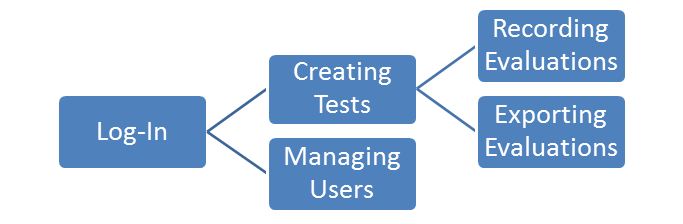 Log-In
Creating
Tests
Managing
Users
Recording
Evaluations
Exporting
Evaluations